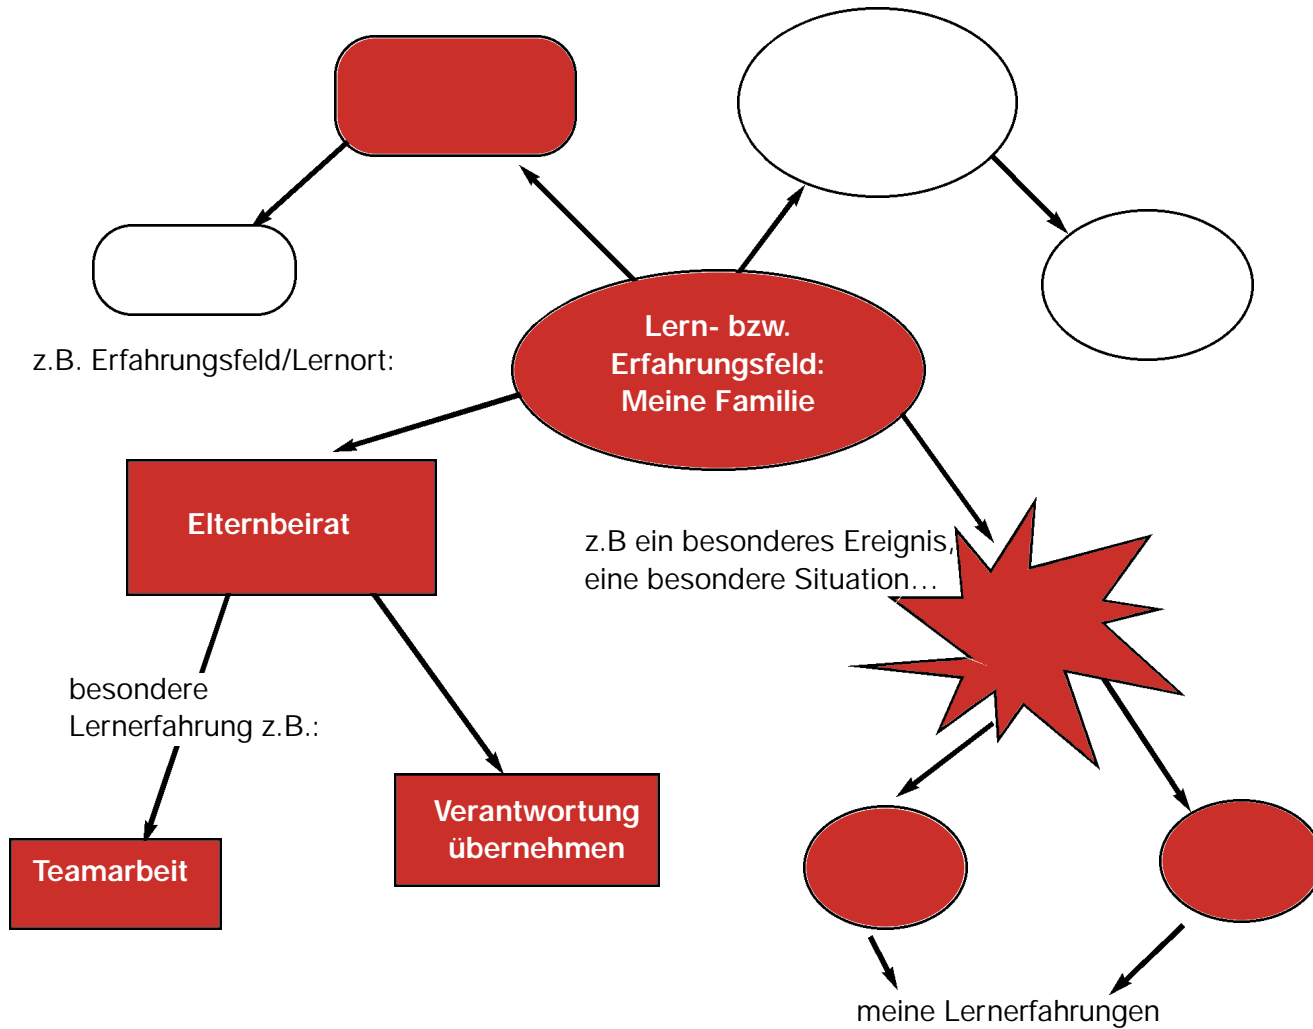 Lern- bzw.
Erfahrungsfeld:
Meine Familie
z.B. Erfahrungsfeld/Lernort:
Elternbeirat
z.B ein besonderes Ereignis,
eine besondere Situation…
besondere
Lernerfahrung z.B.:
Verantwortung
übernehmen
Teamarbeit
meine Lernerfahrungen